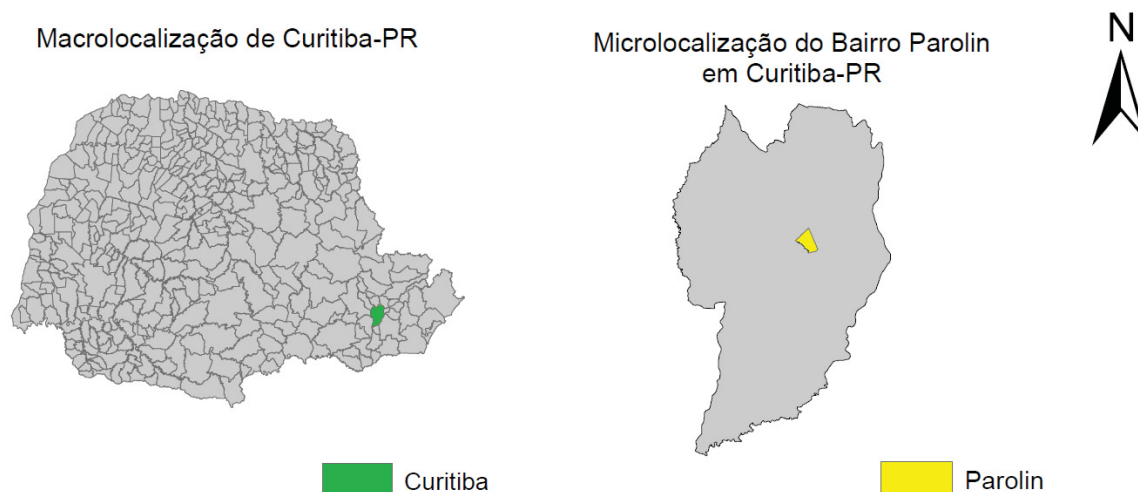 Macrolocalização de Curitiba-PR
Microlocalização do Bairro Parolin
em Curitiba-PR
N
Curitiba
Parolin